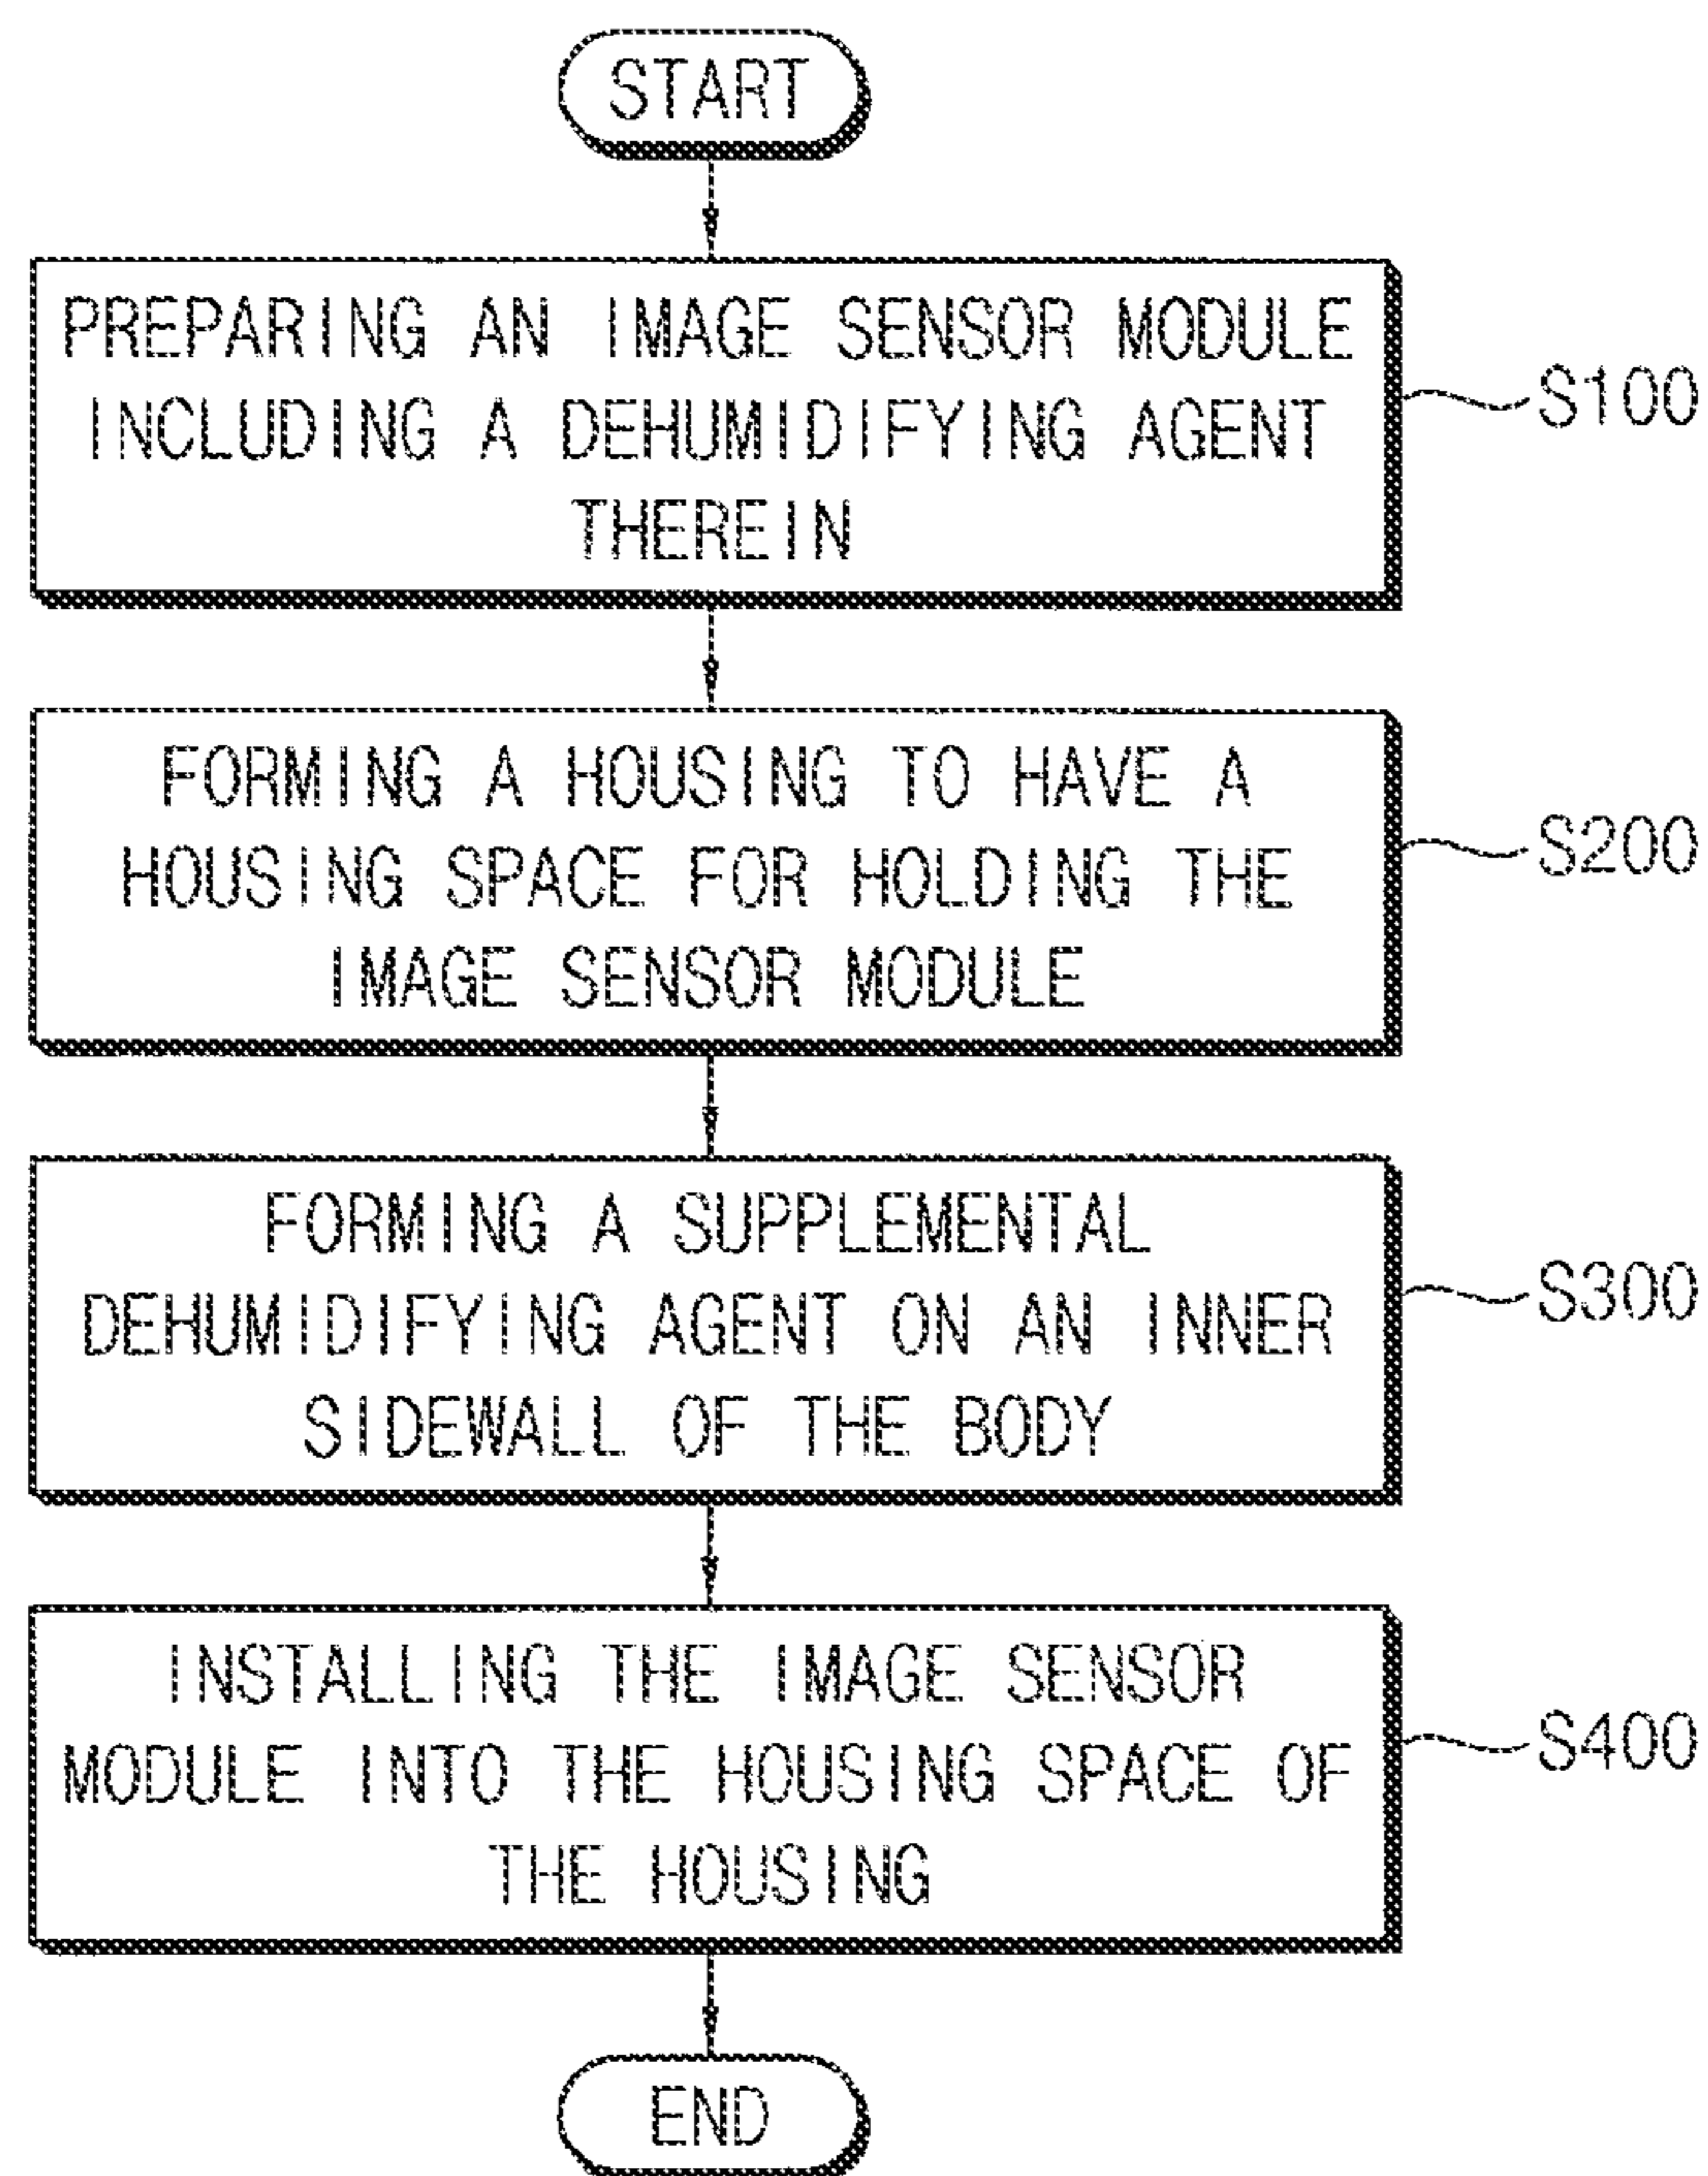 START
PREPARING AN IMAGE SENSOR MODULE
INCLUDING A DEHUMIDIFYING AGENT
THEREIN
S100
FORMING A HOUSING TO HAVE A
HOUSING SPACE FOR HOLDING THE
IMAGE SENSOR MODULE
S200
FORMING A SUPPLEMENTAL
DEHUMIDIFYING AGENT ON AN INNER
SIDEWALL OF THE BODY
S300
INSTALLING THE IMAGE SENSOR
MODULE INTO THE HOUSING SPACE OF
THE HOUSING
S400
END